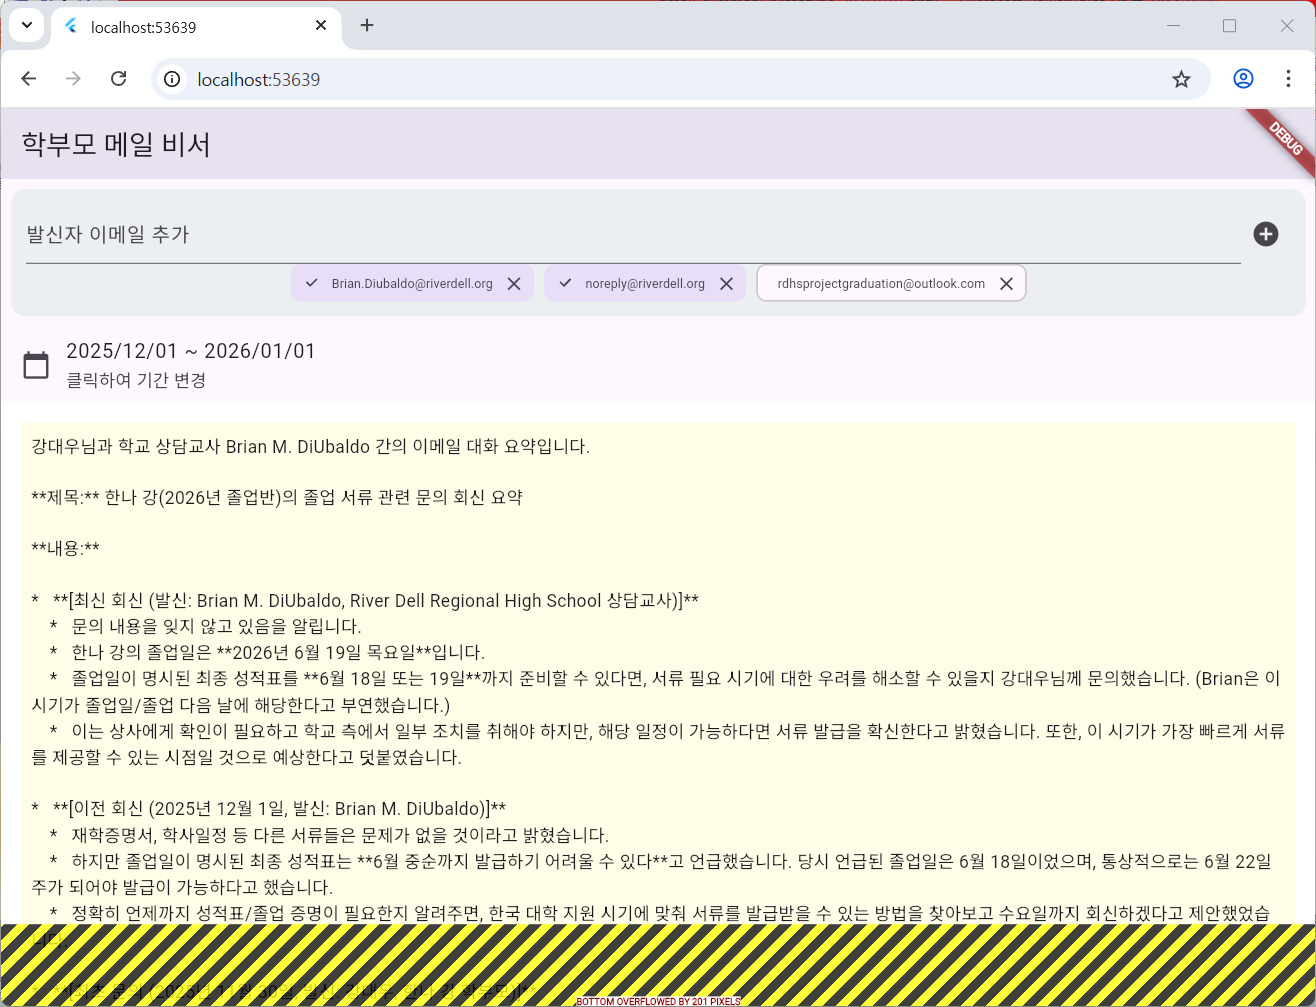 localhost:53639
localhost:53639
학부모 메일 비서
DEBUG
발신자 이메일 추가
Brian.Diubaldo@riverdell.org
noreply@riverdell.org
rdhsprojectgraduation@outlook.com
2025/12/01 ~ 2026/01/01
클릭하여 기간 변경
강대우님과 학교 상담교사 Brian M. DiUbaldo 간의 이메일 대화 요약입니다.
**제목:** 한나 강(2026년 졸업반)의 졸업 서류 관련 문의 회신 요약
**내용:**
* **[최신 회신 (발신: Brian M. DiUbaldo, River Dell Regional High School 상담교사)]**
* 문의 내용을 잊지 않고 있음을 알립니다.
* 한나 강의 졸업일은 **2026년 6월 19일 목요일**입니다.
* 졸업일이 명시된 최종 성적표를 **6월 18일 또는 19일**까지 준비할 수 있다면, 서류 필요 시기에 대한 우려를 해소할 수 있을지 강대우님께 문의했습니다. (Brian은 이
시기가 졸업일/졸업 다음 날에 해당한다고 부연했습니다.)
* 이는 상사에게 확인이 필요하고 학교 측에서 일부 조치를 취해야 하지만, 해당 일정이 가능하다면 서류 발급을 확신한다고 밝혔습니다. 또한, 이 시기가 가장 빠르게 서류
를 제공할 수 있는 시점일 것으로 예상한다고 덧붙였습니다.
* **[이전 회신 (2025년 12월 1일, 발신: Brian M. DiUbaldo)]**
* 재학증명서, 학사일정 등 다른 서류들은 문제가 없을 것이라고 밝혔습니다.
* 하지만 졸업일이 명시된 최종 성적표는 **6월 중순까지 발급하기 어려울 수 있다**고 언급했습니다. 당시 언급된 졸업일은 6월 18일이었으며, 통상적으로는 6월 22일
주가 되어야 발급이 가능하다고 했습니다.
* 정확히 언제까지 성적표/졸업 증명이 필요한지 알려주면, 한국 대학 지원 시기에 맞춰 서류를 발급받을 수 있는 방법을 찾아보고 수요일까지 회신하겠다고 제안했었습
니다.
* **[최초 문의 (2025년 11월 30일, 발신: 강대우, 한나 강 학부모)]**
BOTTOM OVERFLOWED BY 201 PIXELS